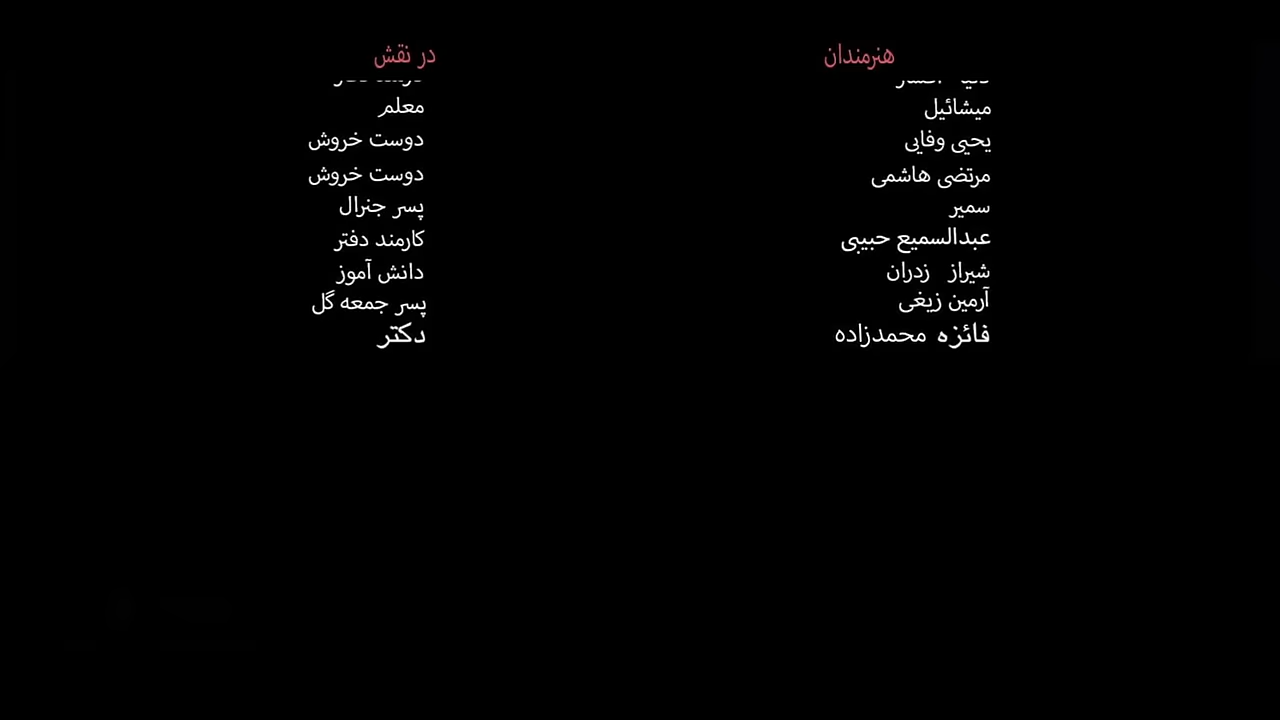 هنرمندان در نقش
میشائیل معلم
یحیی وفایی دوست خروش
مرتضی هاشمی دوست خروش
سمیر پسر جنرال
عبدالسمیع حبیبی کارمند دفتر
شیراز زدران دانش آموز
آرمین زیغی پسر جمعه گل
فائزه محمدزاده دکتر